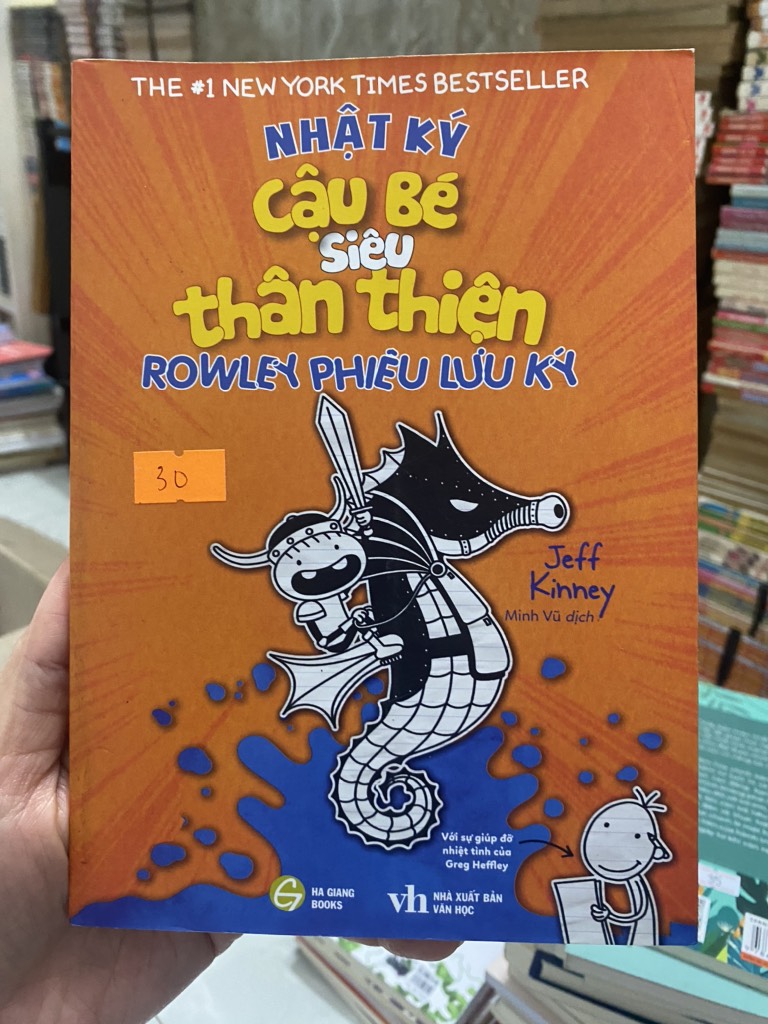 THE #1 NEW YORK TIMES BESTSELLER
NHẬT KÝ
CẬU BÉ
SIÊU
THÂN THIỆN
ROWLEY PHIÊU LƯU KÝ
30
Jeff
Kinney
Minh Vũ dịch
Với sự giúp đỡ
nhiệt tình của
Greg Heffley
HA GIANG
BOOKS
vh NHÀ XUẤT BẢN
VĂN HỌC